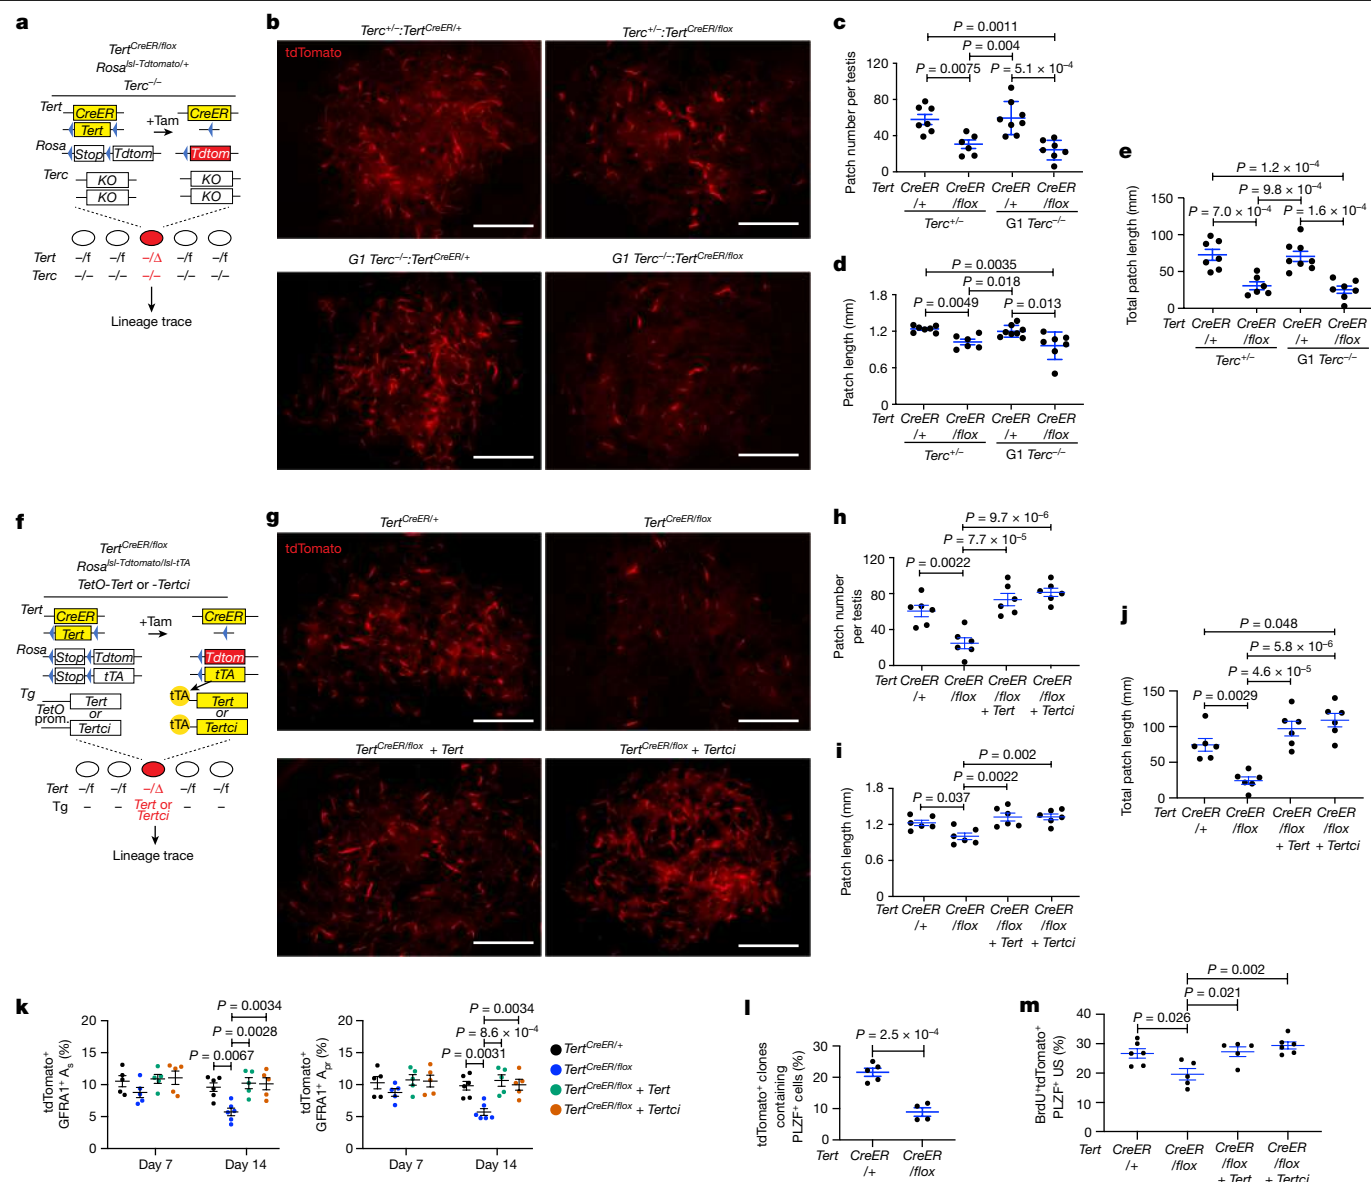 a
Tert^CreER/flox
Rosa^lsl-Tdtomato/+
Terc^–/–
Tert
CreER
Tert
+Tam
CreER
Rosa
Stop
Tdtom
Tdtom
Terc
KO
KO
KO
KO
Tert –/f –/f –/Δ –/f –/f
Terc –/– –/– –/– –/– –/–
Lineage trace
b
Terc^+/–:Tert^CreER/+
Terc^+/–:Tert^CreER/flox
tdTomato
G1 Terc^–/–:Tert^CreER/+
G1 Terc^–/–:Tert^CreER/flox
c
P = 0.0011
P = 0.004
P = 0.0075
P = 5.1 × 10^–4
120
80
40
0
Patch number per testis
Tert CreER CreER CreER CreER
/+ /flox /+ /flox
Terc^+/– G1 Terc^–/–
d
P = 0.0035
P = 0.018
P = 0.0049
P = 0.013
1.8
1.2
0.6
0
Patch length (mm)
Tert CreER CreER CreER CreER
/+ /flox /+ /flox
Terc^+/– G1 Terc^–/–
e
P = 1.2 × 10^–4
P = 9.8 × 10^–4
P = 7.0 × 10^–4
P = 1.6 × 10^–4
150
100
50
0
Total patch length (mm)
Tert CreER CreER CreER CreER
/+ /flox /+ /flox
Terc^+/– G1 Terc^–/–
f
Tert^CreER/flox
Rosa^lsl-Tdtomato/lsl-tTA
TetO-Tert or -Tertci
Tert
CreER
Tert
+Tam
CreER
Rosa
Stop
Tdtom
Stop
tTA
Tdtom
tTA
Tg
TetO
prom.
Tert
or
Tertci
tTA
Tert
or
tTA
Tertci
Tert –/f –/f –/Δ –/f –/f
Tg – – Tert or – –
Tertci
Lineage trace
g
Tert^CreER/+
Tert^CreER/flox
tdTomato
Tert^CreER/flox + Tert
Tert^CreER/flox + Tertci
h
P = 9.7 × 10^–6
P = 7.7 × 10^–5
P = 0.0022
120
80
40
0
Patch number
per testis
Tert CreER CreER CreER CreER
/+ /flox /flox /flox
+ Tert + Tertci
i
P = 0.002
P = 0.0022
P = 0.037
1.8
1.2
0.6
0
Patch length (mm)
Tert CreER CreER CreER CreER
/+ /flox /flox /flox
+ Tert + Tertci
j
P = 0.048
P = 5.8 × 10^–6
P = 4.6 × 10^–5
P = 0.0029
150
100
50
0
Total patch length (mm)
Tert CreER CreER CreER CreER
/+ /flox /flox /flox
+ Tert + Tertci
k
P = 0.0034
P = 0.0028
P = 0.0067
20
15
10
5
0
tdTomato^+
GFRA1^+ A_s (%)
Day 7 Day 14
P = 0.0034
P = 8.6 × 10^–4
P = 0.0031
20
15
10
5
0
tdTomato^+
GFRA1^+ A_pr (%)
Day 7 Day 14
Tert^CreER/+
Tert^CreER/flox
Tert^CreER/flox + Tert
Tert^CreER/flox + Tertci
l
P = 2.5 × 10^–4
30
20
10
0
tdTomato^+ clones
containing
PLZF^+ cells (%)
Tert CreER CreER
/+ /flox
m
P = 0.002
P = 0.021
P = 0.026
40
30
20
10
0
BrdU^+tdTomato^+
PLZF^+ US (%)
Tert CreER CreER CreER CreER
/+ /flox /flox /flox
+ Tert + Tertci